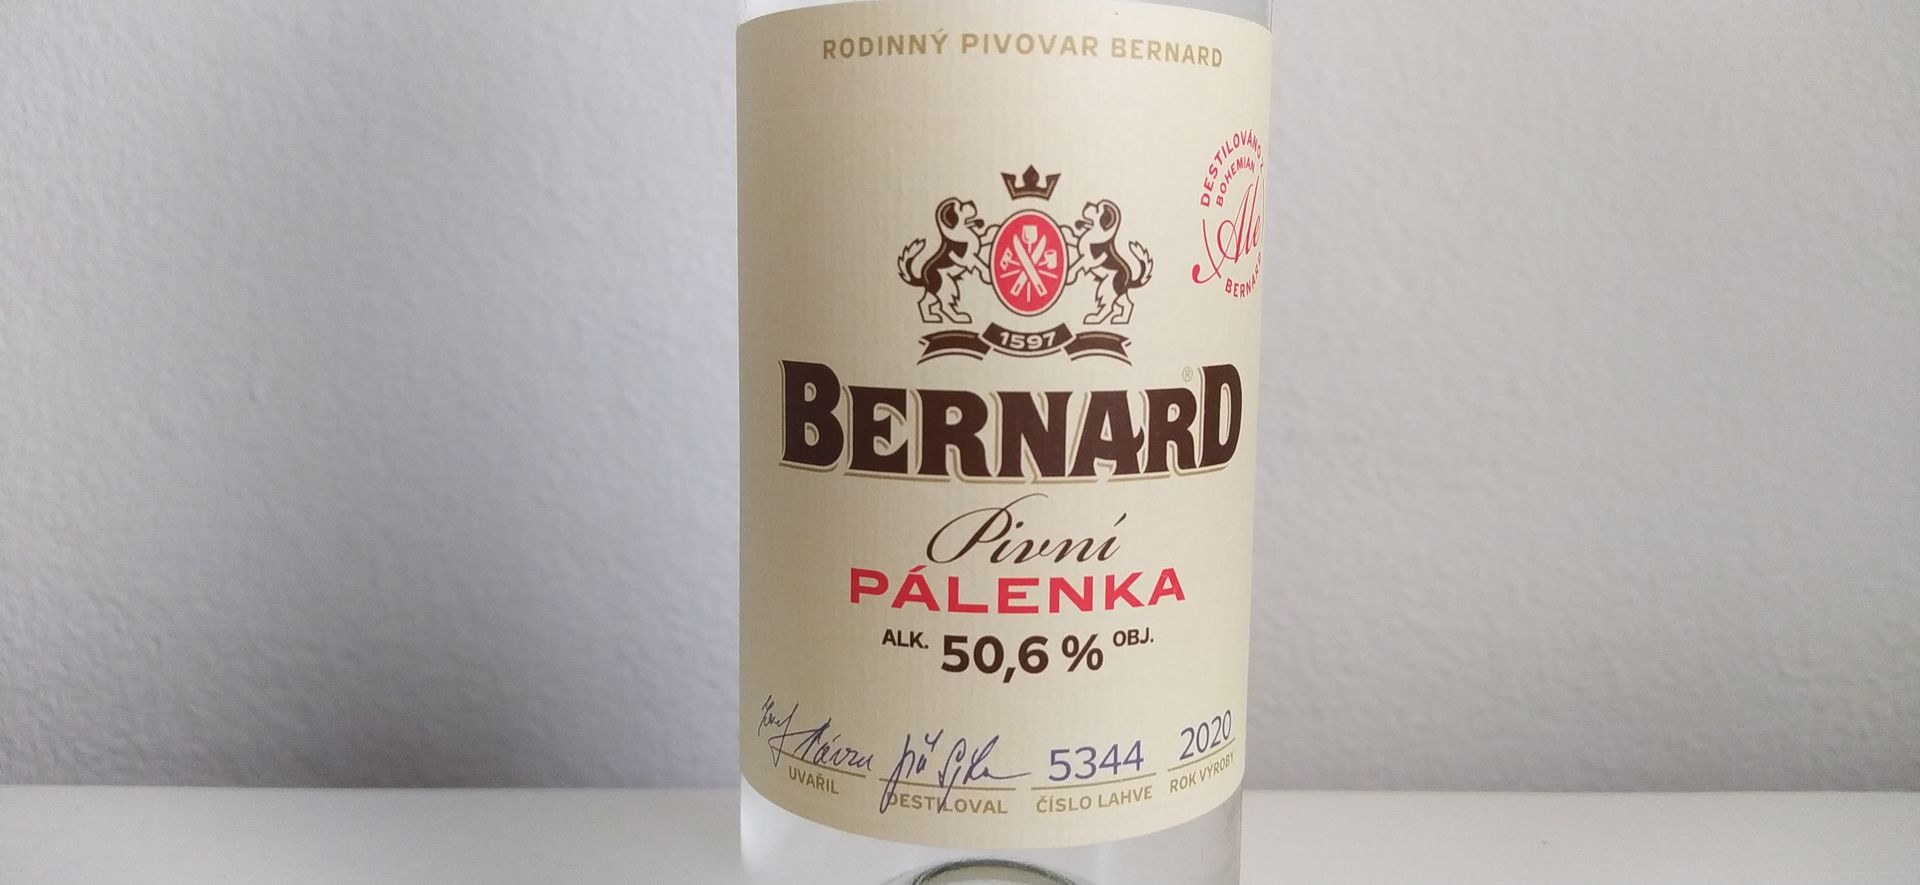 RODINNÝ PIVOVAR BERNARD
DESTILOVÁNO Z
BOHEMIAN
Ale
BERNARD
1597
BERNARD®
Pivní
PÁLENKA
ALK. 50,6 % OBJ.
5344 2020
UVAŘIL DESTILOVAL ČÍSLO LAHVE ROK VÝROBY